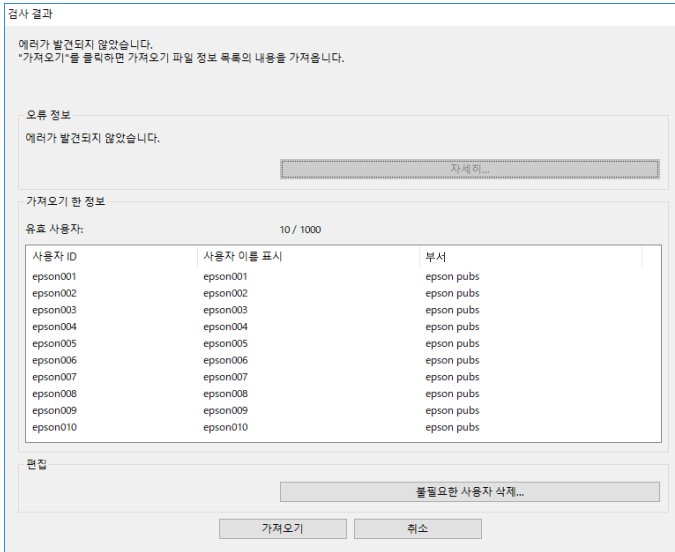 검사 결과
에러가 발견되지 않았습니다.
"가져오기"를 클릭하면 가져오기 파일 정보 목록의 내용을 가져옵니다.
오류 정보
에러가 발견되지 않았습니다.
자세히...
가져오기 한 정보
유효 사용자: 10 / 1000
사용자 ID 사용자 이름 표시 부서
epson001 epson001 epson pubs
epson002 epson002 epson pubs
epson003 epson003 epson pubs
epson004 epson004 epson pubs
epson005 epson005 epson pubs
epson006 epson006 epson pubs
epson007 epson007 epson pubs
epson008 epson008 epson pubs
epson009 epson009 epson pubs
epson010 epson010 epson pubs
편집
불필요한 사용자 삭제...
가져오기 취소